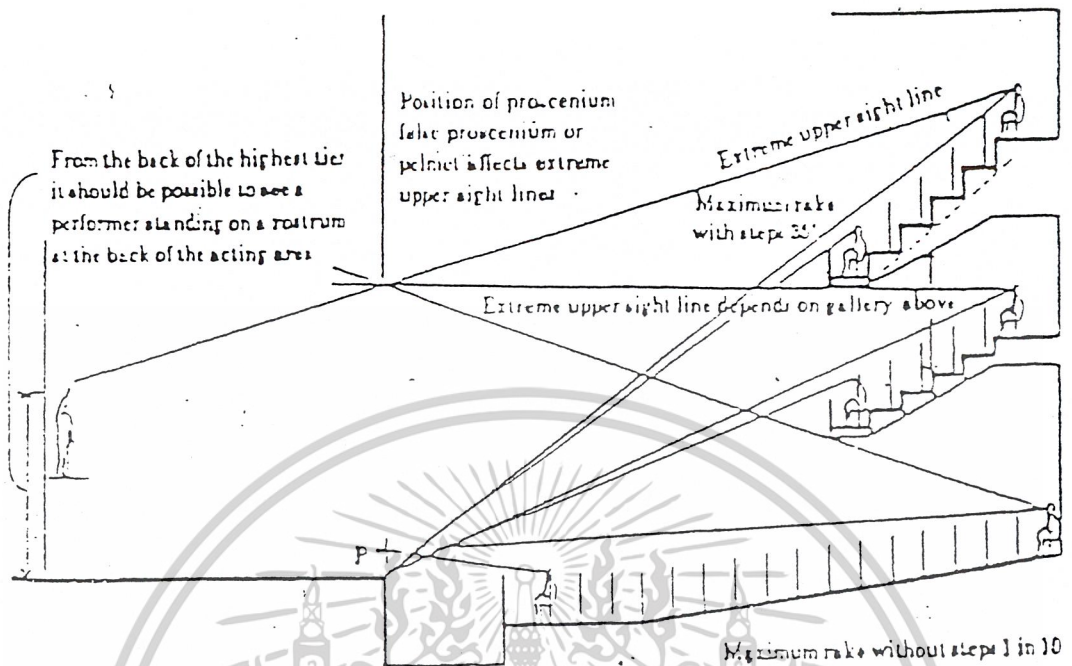 From the back of the highest tier
it should be possible to see a
performer standing on a rostrum
at the back of the acting area
Position of proscenium
false proscenium or
pelmet affects extreme
upper sight lines
Extreme upper sight line
Maximum rake
with steps 35°
Extreme upper sight line depends on gallery above
P
Maximum rake without steps 1 in 10